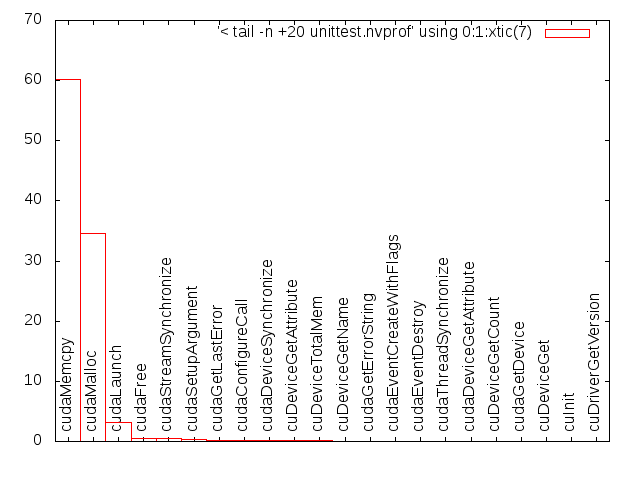 '< tail -n +20 unittest.nvprof' using 0:1:xtic(7)
70
60
50
40
30
20
10
0
cudaMemcpy
cudaMalloc
cudaLaunch
cudaFree
cudaStreamSynchronize
cudaSetupArgument
cudaGetLastError
cudaConfigureCall
cudaDeviceSynchronize
cuDeviceGetAttribute
cuDeviceTotalMem
cuDeviceGetName
cudaGetErrorString
cudaEventCreateWithFlags
cudaEventDestroy
cudaThreadSynchronize
cudaDeviceGetAttribute
cuDeviceGetCount
cudaGetDevice
cuDeviceGet
cuInit
cuDriverGetVersion